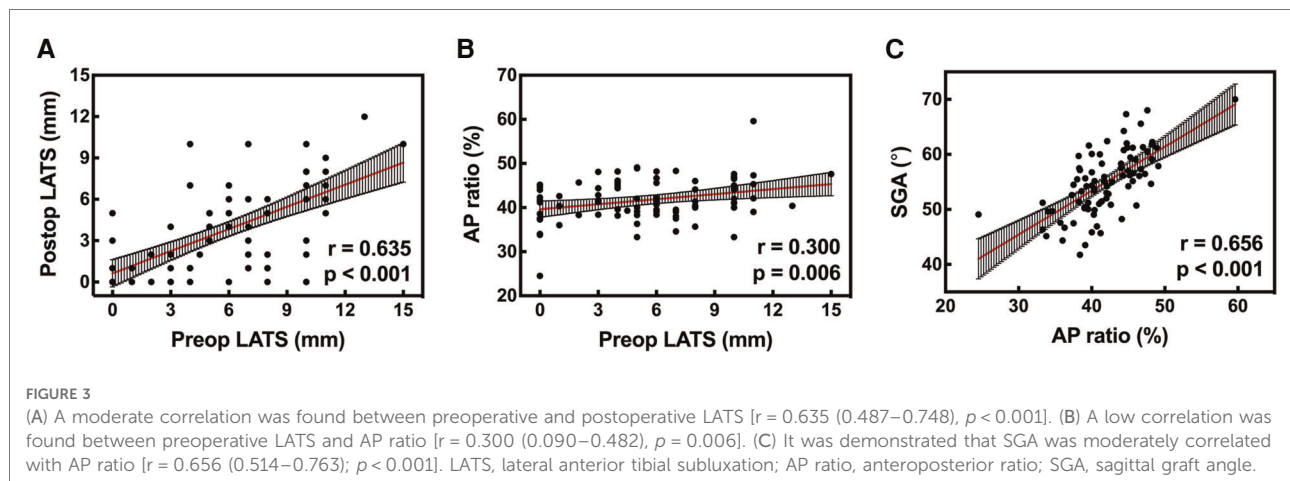 A
B
C
15
12
9
6
3
0
Postop LATS (mm)
0 3 6 9 12 15
Preop LATS (mm)
r = 0.635
p < 0.001
70
60
50
40
30
20
AP ratio (%)
0 3 6 9 12 15
Preop LATS (mm)
r = 0.300
p = 0.006
70
60
50
40
SGA (°)
20 30 40 50 60
AP ratio (%)
r = 0.656
p < 0.001
FIGURE 3
(A) A moderate correlation was found between preoperative and postoperative LATS [r = 0.635 (0.487–0.748), p < 0.001]. (B) A low correlation was
found between preoperative LATS and AP ratio [r = 0.300 (0.090–0.482), p = 0.006]. (C) It was demonstrated that SGA was moderately correlated
with AP ratio [r = 0.656 (0.514–0.763); p < 0.001]. LATS, lateral anterior tibial subluxation; AP ratio, anteroposterior ratio; SGA, sagittal graft angle.